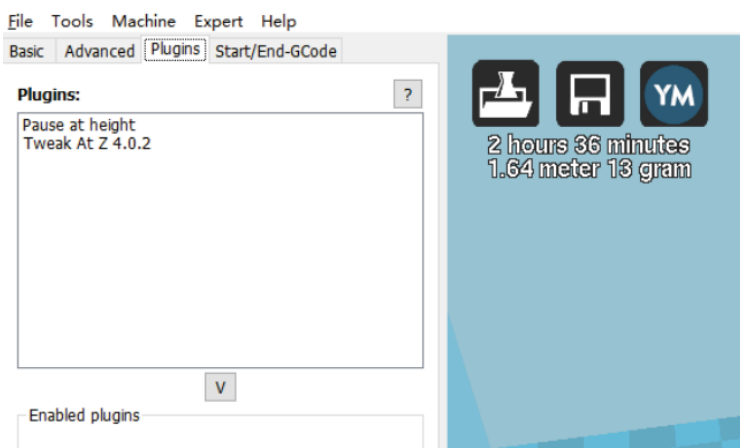 File Tools Machine Expert Help
Basic Advanced Plugins Start/End-GCode
Plugins:
?
Pause at height
Tweak At Z 4.0.2
V
Enabled plugins
YM
2 hours 36 minutes
1.64 meter 13 gram